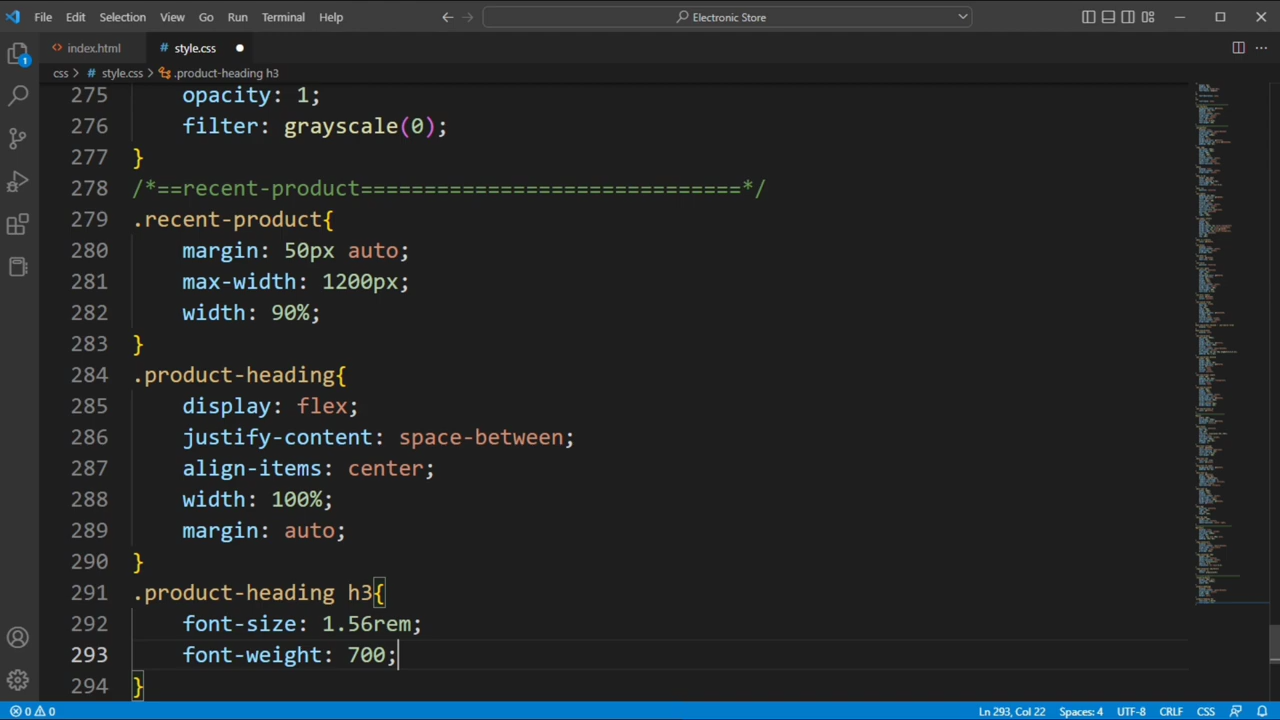 File Edit Selection View Go Run Terminal Help Electronic Store
index.html # style.css
css > # style.css > .product-heading h3
275 opacity: 1;
276 filter: grayscale(0);
277 }
278 /*==recent-product==============================*/
279 .recent-product{
280 margin: 50px auto;
281 max-width: 1200px;
282 width: 90%;
283 }
284 .product-heading{
285 display: flex;
286 justify-content: space-between;
287 align-items: center;
288 width: 100%;
289 margin: auto;
290 }
291 .product-heading h3{
292 font-size: 1.56rem;
293 font-weight: 700;
294 }
1
0 0 Ln 293, Col 22 Spaces: 4 UTF-8 CRLF CSS